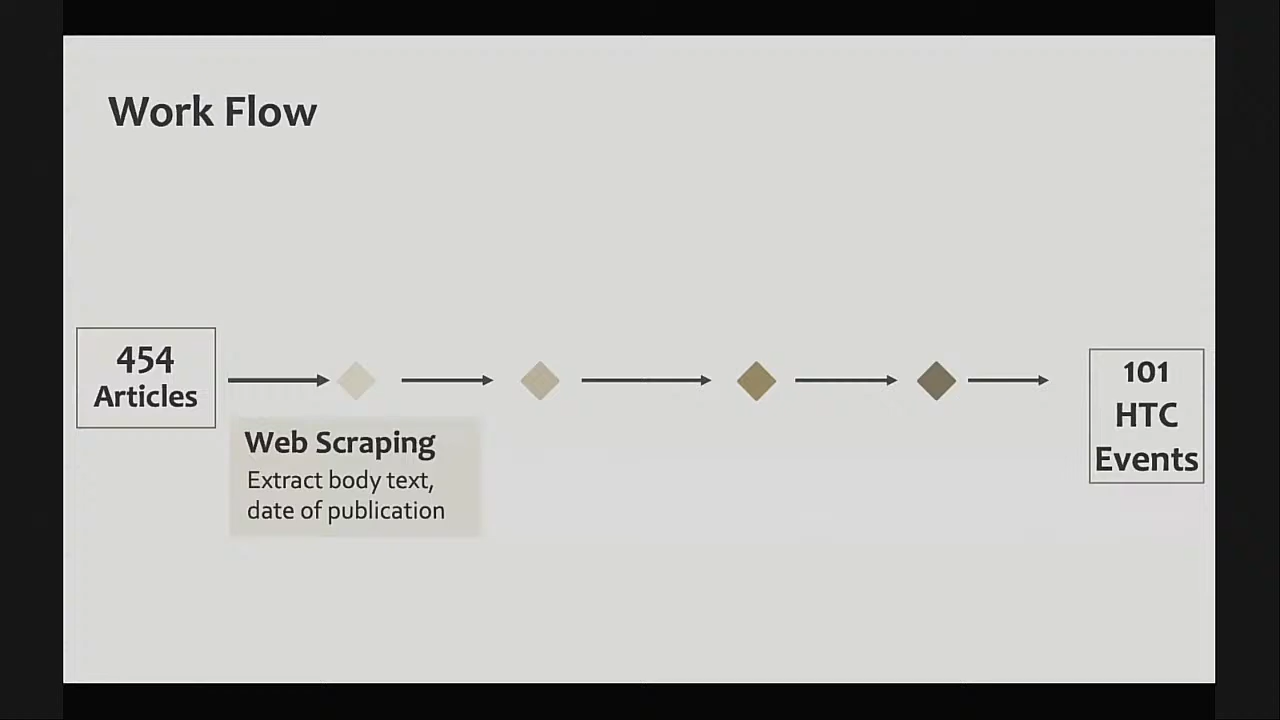 Work Flow
454
Articles
Web Scraping
Extract body text,
date of publication
101
HTC
Events